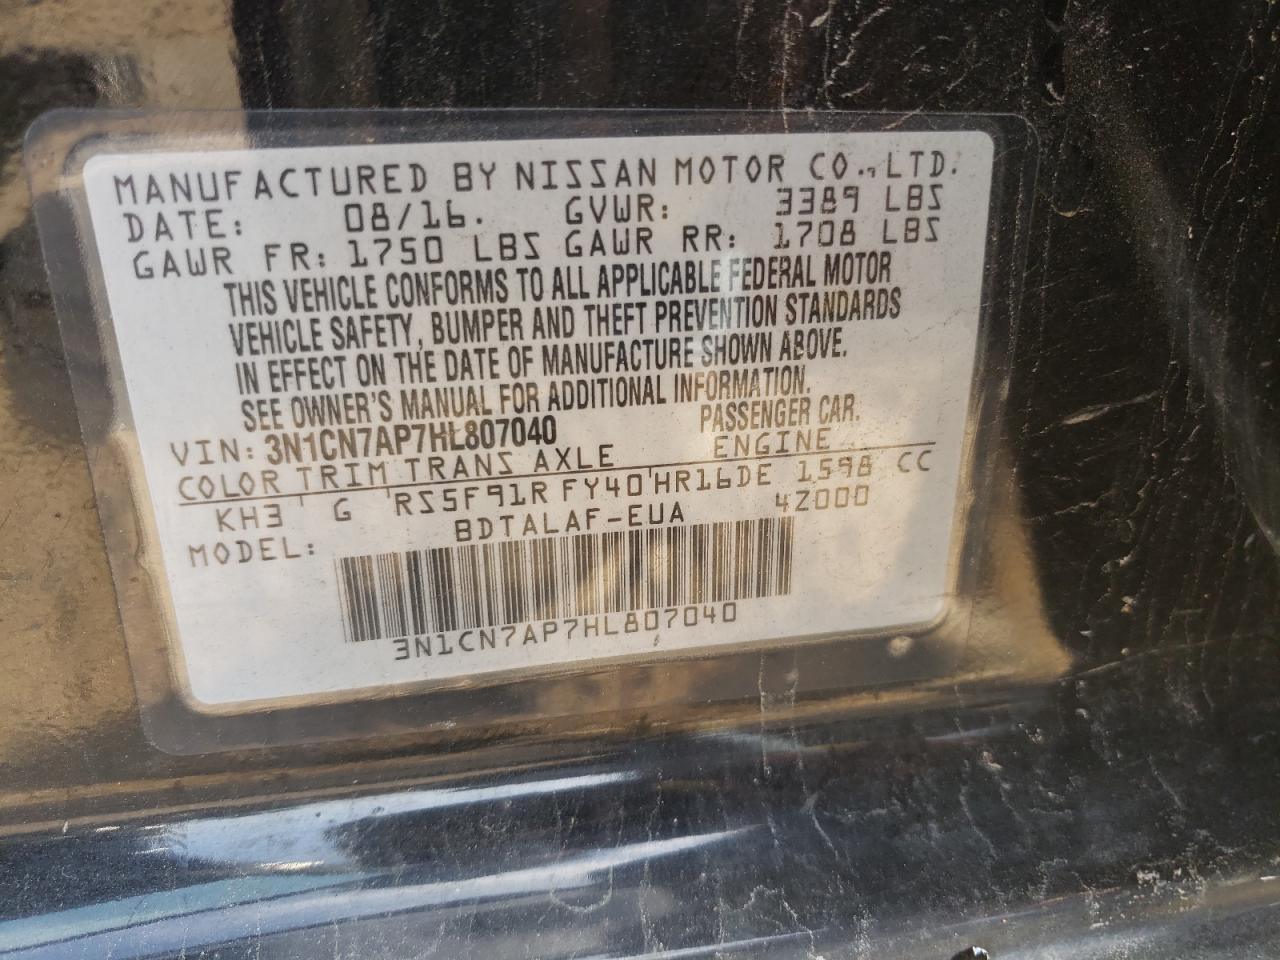 MANUFACTURED BY NISSAN MOTOR CO., LTD.
DATE: 08/16. GVWR: 3389 LBS
GAWR FR: 1750 LBS GAWR RR: 1708 LBS
THIS VEHICLE CONFORMS TO ALL APPLICABLE FEDERAL MOTOR
VEHICLE SAFETY, BUMPER AND THEFT PREVENTION STANDARDS
IN EFFECT ON THE DATE OF MANUFACTURE SHOWN ABOVE.
SEE OWNER'S MANUAL FOR ADDITIONAL INFORMATION.
VIN: 3N1CN7AP7HL807040 PASSENGER CAR.
COLOR TRIM TRANS AXLE ENGINE
KH3 G RS5F91R FY40 HR16DE 1598 CC
MODEL: BDTALAF-EUA 4Z000
3N1CN7AP7HL807040